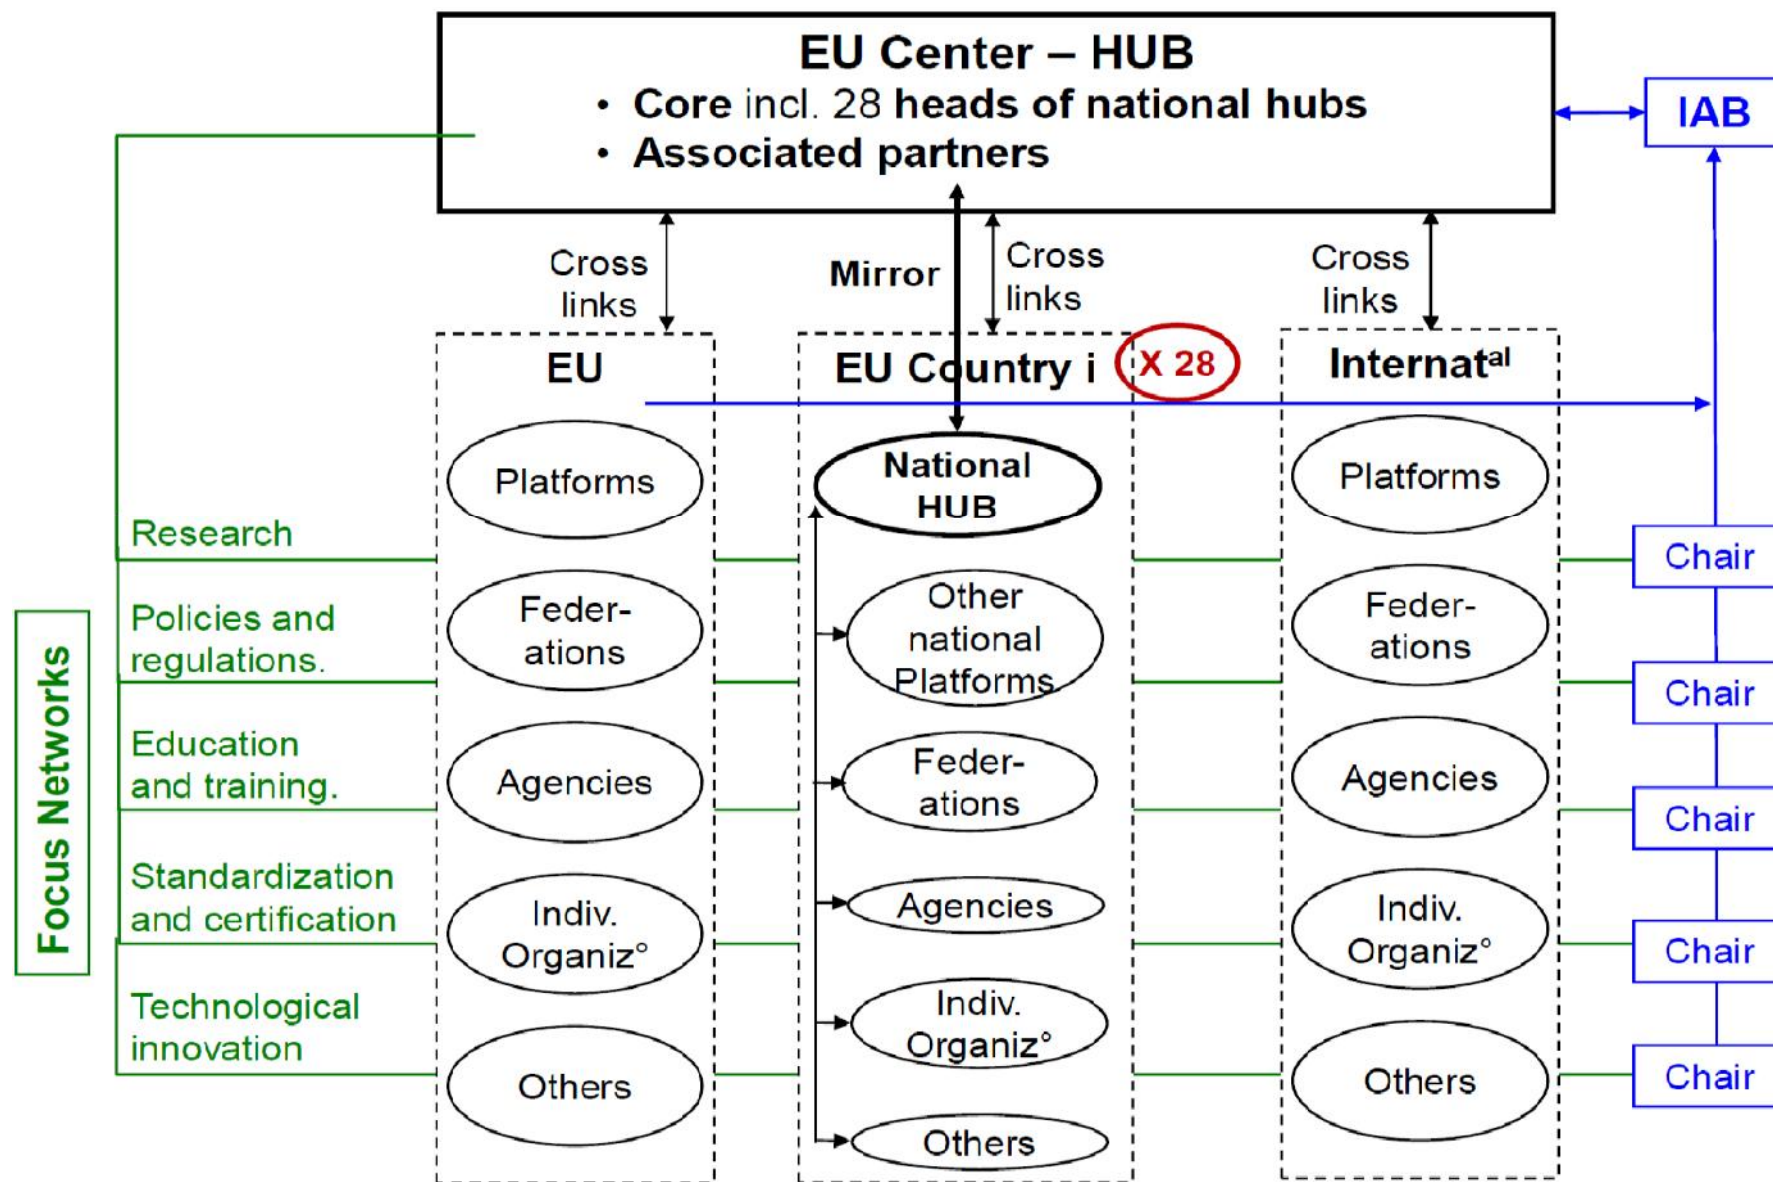 EU Center – HUB
• Core incl. 28 heads of national hubs
• Associated partners
IAB
Cross
links
Mirror
Cross
links
Cross
links
EU
EU Country i
X 28
Internatᵃˡ
Platforms
Feder-
ations
Agencies
Indiv.
Organiz°
Others
National
HUB
Other
national
Platforms
Feder-
ations
Agencies
Indiv.
Organiz°
Others
Platforms
Feder-
ations
Agencies
Indiv.
Organiz°
Others
Focus Networks
Research
Policies and
regulations.
Education
and training.
Standardization
and certification
Technological
innovation
Chair
Chair
Chair
Chair
Chair